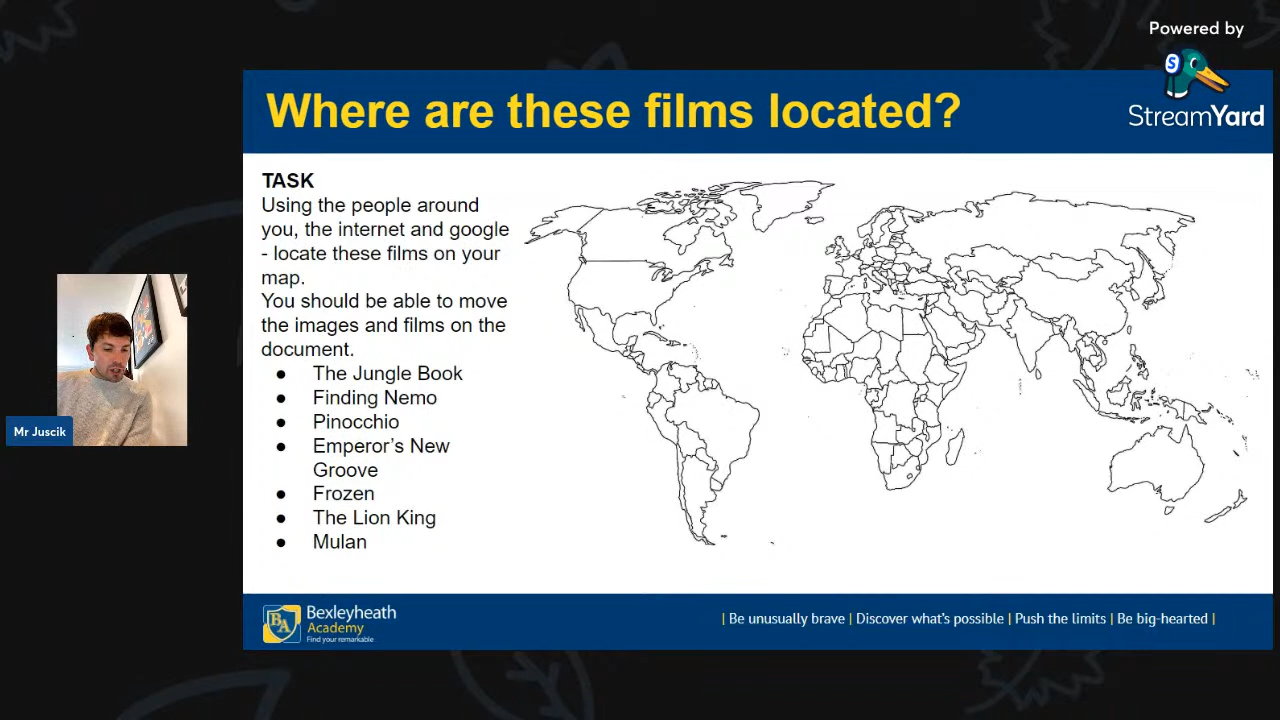 Powered by
S
StreamYard
Where are these films located?
TASK
Using the people around
you, the internet and google
- locate these films on your
map.
You should be able to move
the images and films on the
document.
● The Jungle Book
● Finding Nemo
● Pinocchio
● Emperor's New
Groove
● Frozen
● The Lion King
● Mulan
Mr Juscik
BA
Bexleyheath
Academy
Find your remarkable
| Be unusually brave | Discover what's possible | Push the limits | Be big-hearted |